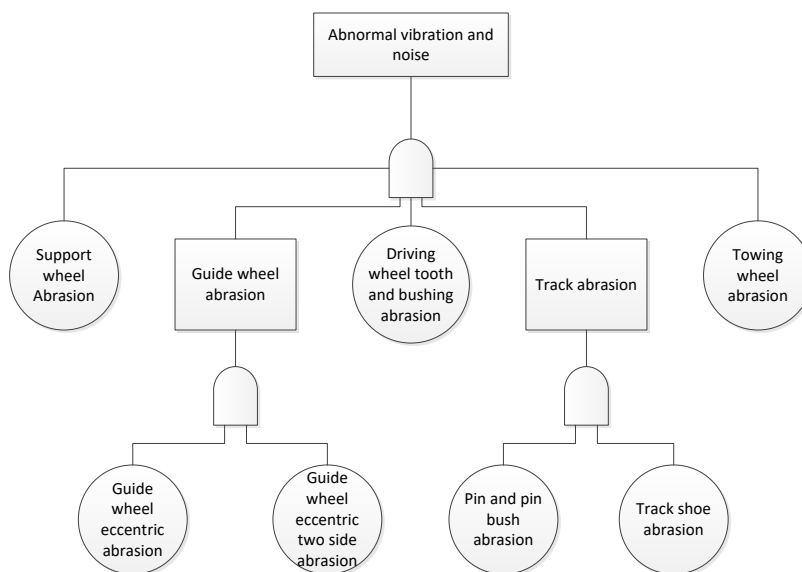 Abnormal vibration and
noise
Support
wheel
Abrasion
Guide wheel
abrasion
Driving
wheel tooth
and bushing
abrasion
Track abrasion
Towing
wheel
abrasion
Guide
wheel
eccentric
abrasion
Guide
wheel
eccentric
two side
abrasion
Pin and pin
bush
abrasion
Track shoe
abrasion